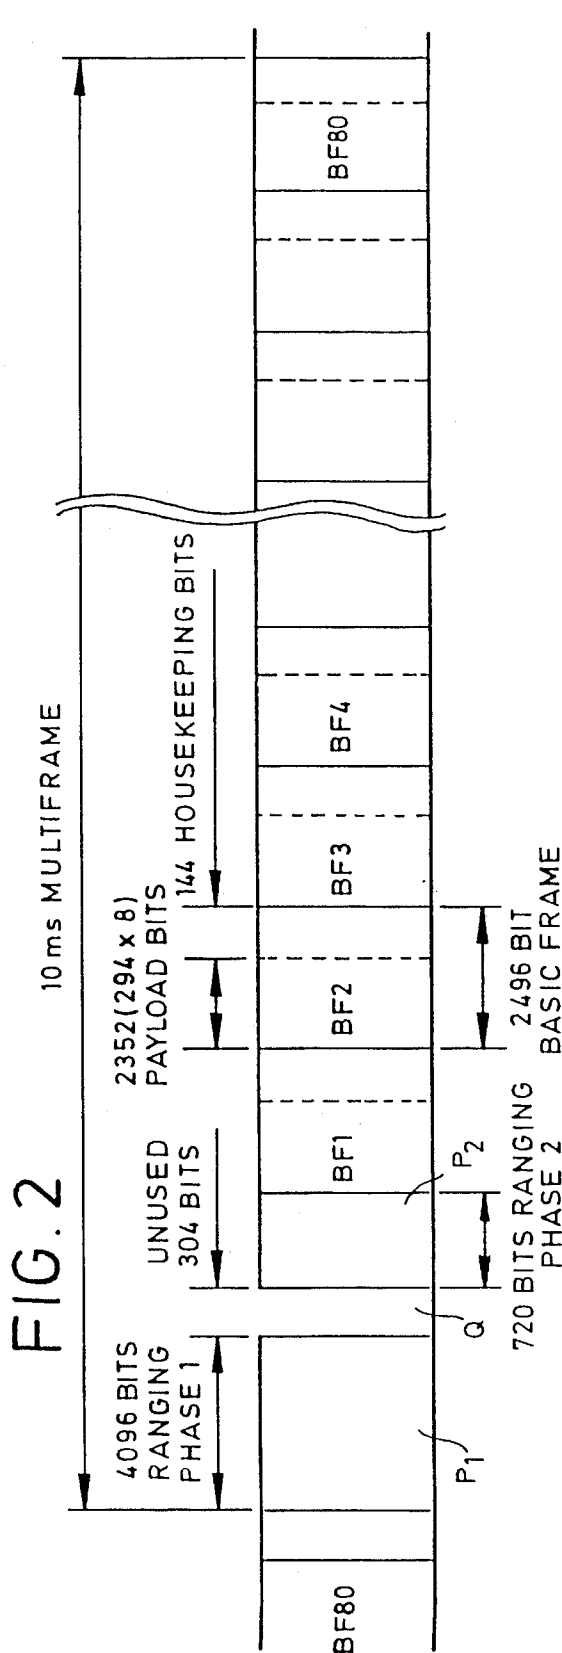 FIG. 2
10 ms MULTIFRAME
4096 BITS
RANGING
PHASE 1
UNUSED
304 BITS
2352(294 x 8)
PAYLOAD BITS
144 HOUSEKEEPING BITS
BF80
BF1
BF2
BF3
BF4
BF80
P1
Q
P2
720 BITS RANGING
PHASE 2
2496 BIT
BASIC FRAME